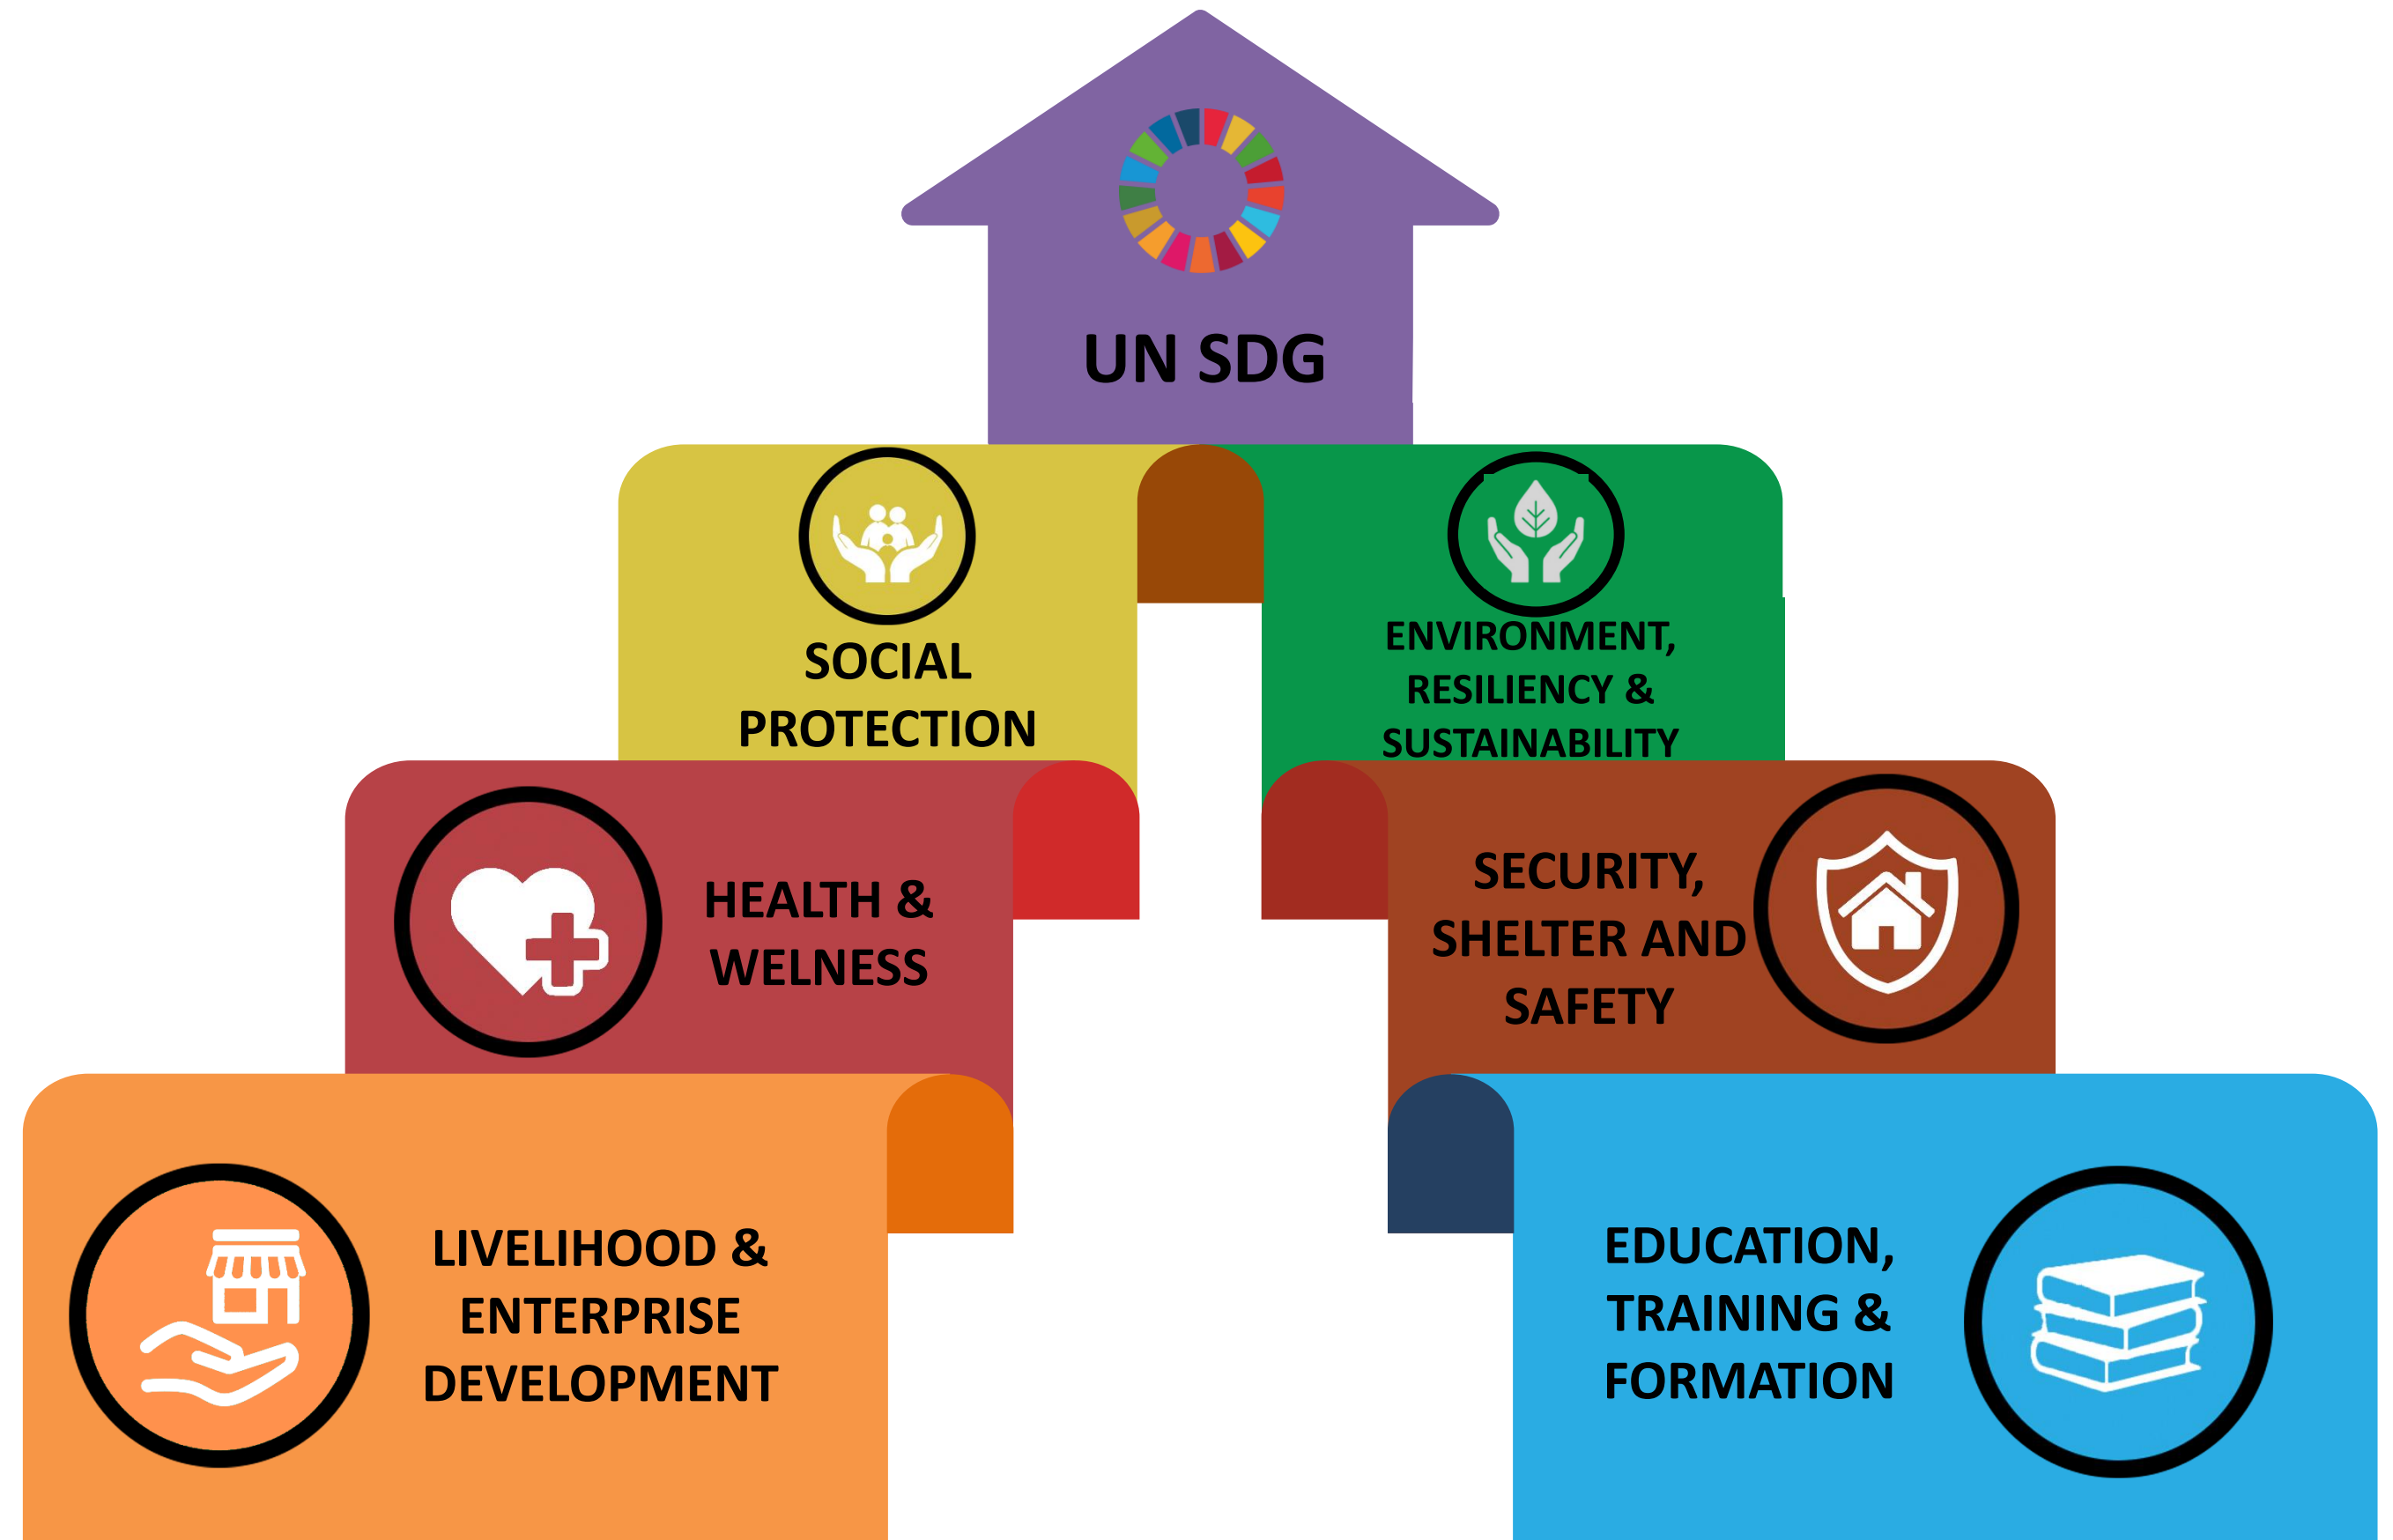 UN SDG
SOCIAL
PROTECTION
ENVIRONMENT,
RESILIENCY &
SUSTAINABILITY
HEALTH &
WELNESS
SECURITY,
SHELTER AND
SAFETY
LIVELIHOOD &
ENTERPRISE
DEVELOPMENT
EDUCATION,
TRAINING &
FORMATION